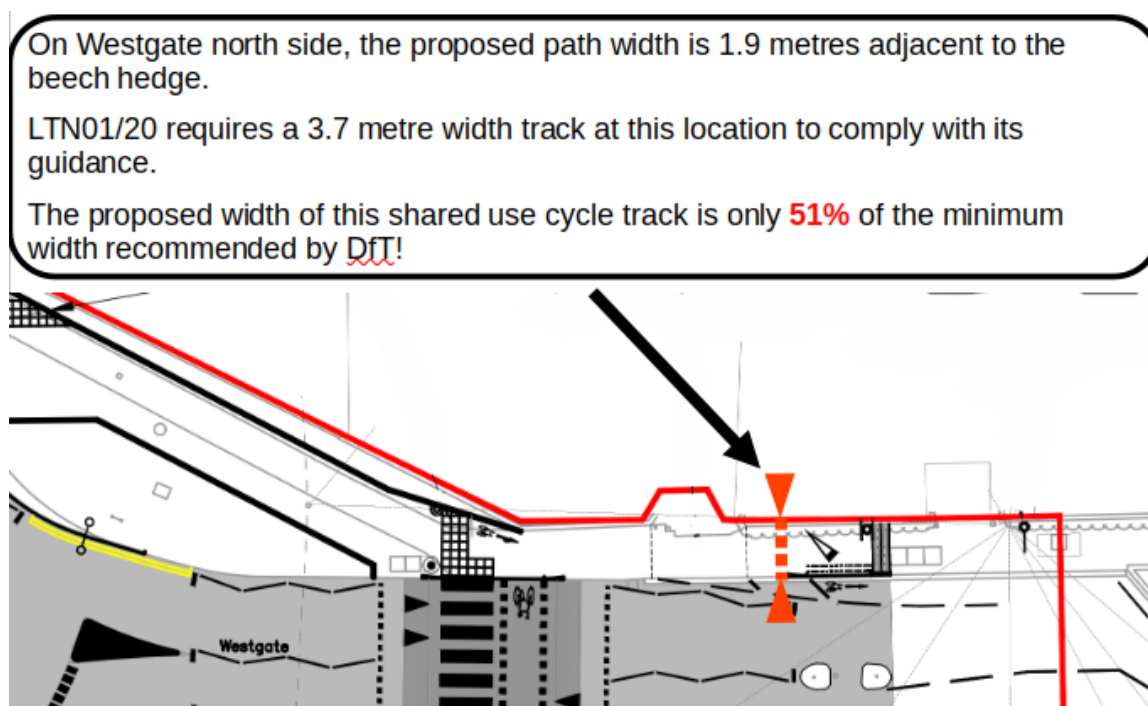 On Westgate north side, the proposed path width is 1.9 metres adjacent to the
beech hedge.
LTN01/20 requires a 3.7 metre width track at this location to comply with its
guidance.
The proposed width of this shared use cycle track is only 51% of the minimum
width recommended by DfT!
Westgate